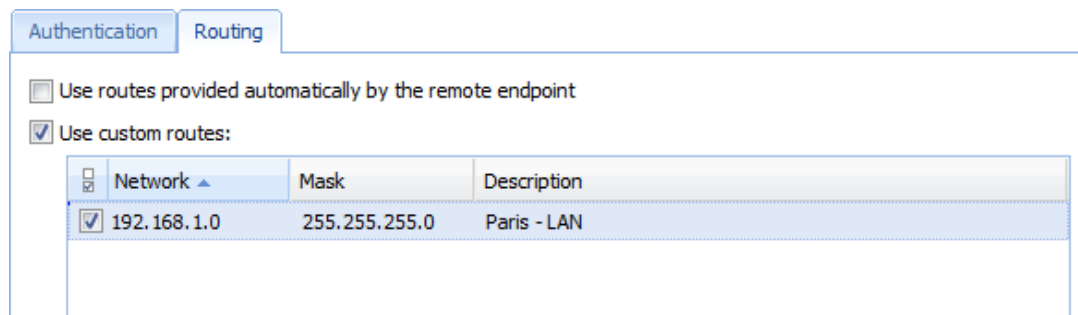 Authentication Routing
Use routes provided automatically by the remote endpoint
Use custom routes:
Network Mask Description
192.168.1.0 255.255.255.0 Paris - LAN